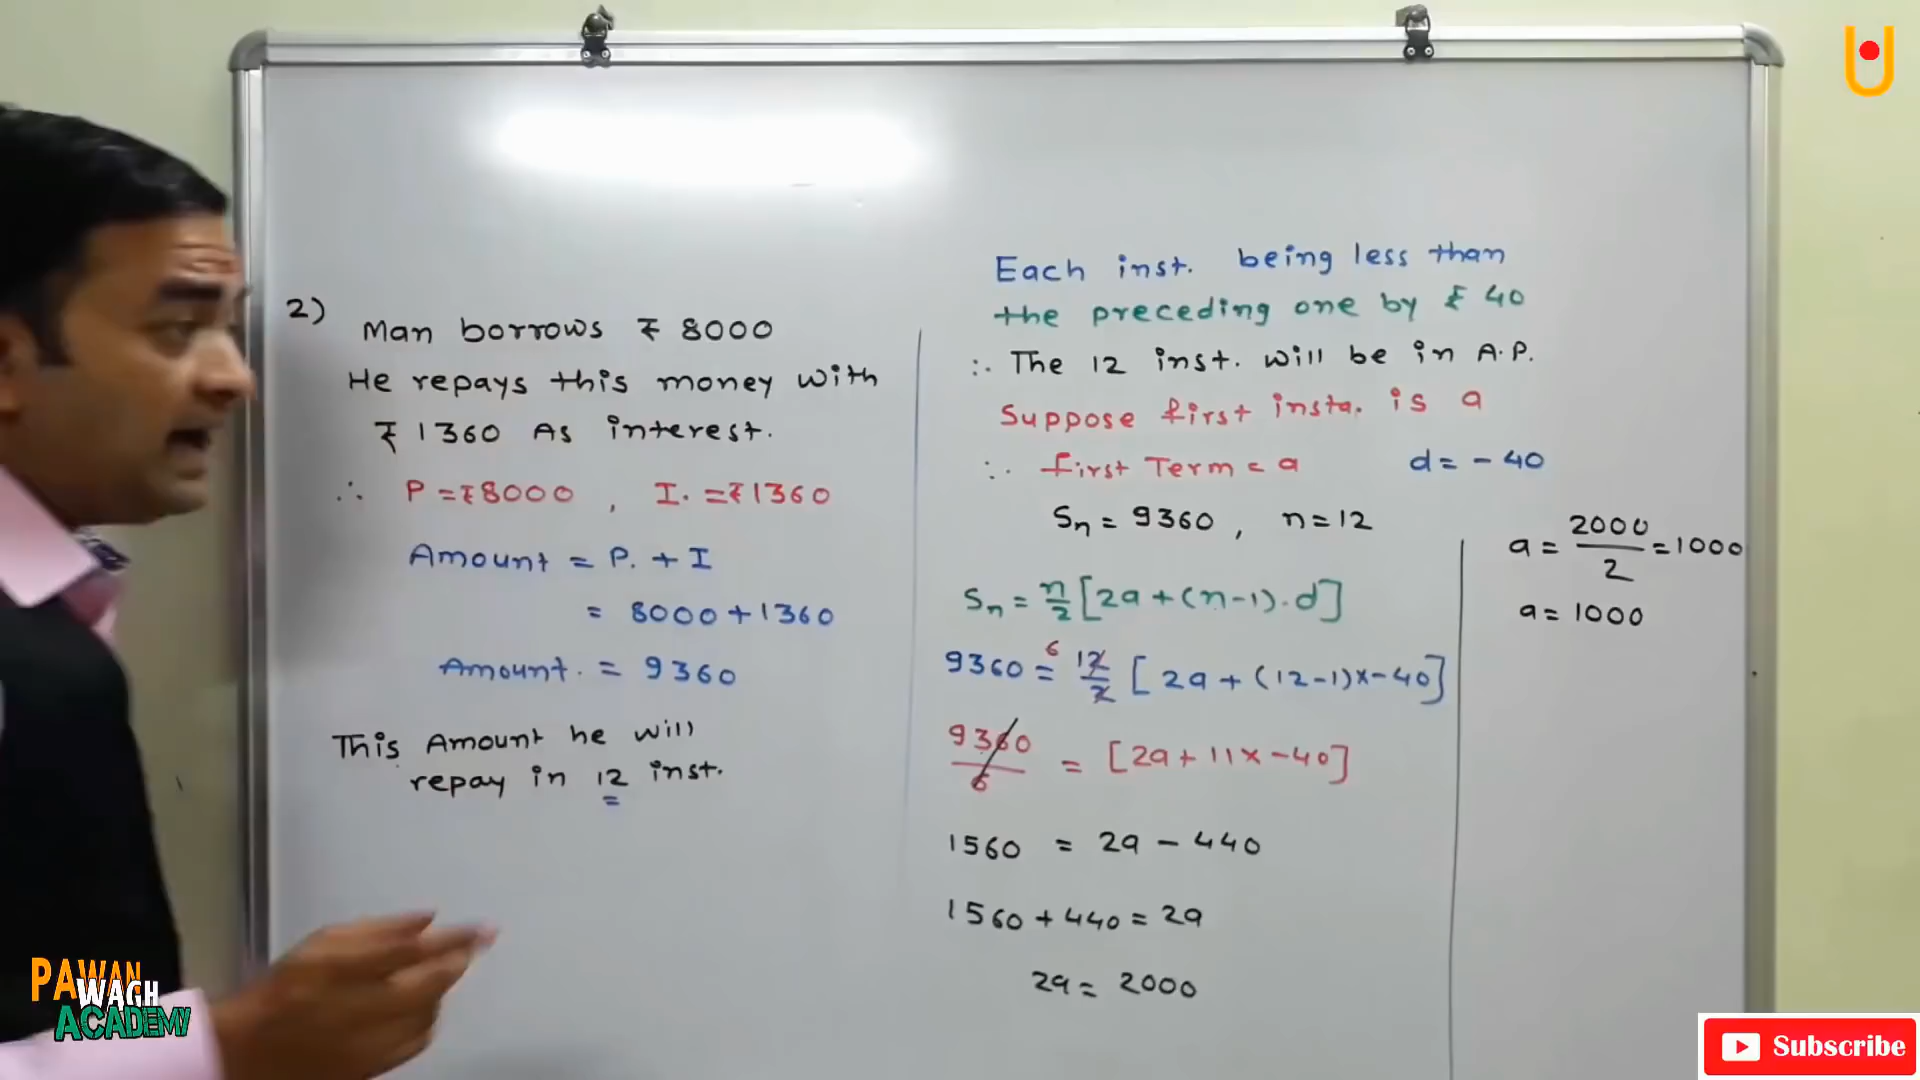 2)
Man borrows ₹ 8000
He repays this money with
₹ 1360 As interest.
∴ P = ₹8000 , I. = ₹1360
Amount = P. + I
= 8000 + 1360
Amount. = 9360
This Amount he will
repay in 12 inst.
Each inst. being less than
the preceding one by ₹ 40
∴ The 12 inst. will be in A.P.
Suppose first insta. is a
∴ first Term = a d = - 40
Sn = 9360 , n = 12
Sn = n/2 [2a + (n-1).d]
9360 = 6 12/2 [2a + (12-1)x-40]
9360/6 = [2a + 11x-40]
1560 = 2a - 440
1560 + 440 = 2a
2a = 2000
a = 2000/2 = 1000
a = 1000
PAWAN
WAGH
ACADEMY
Subscribe